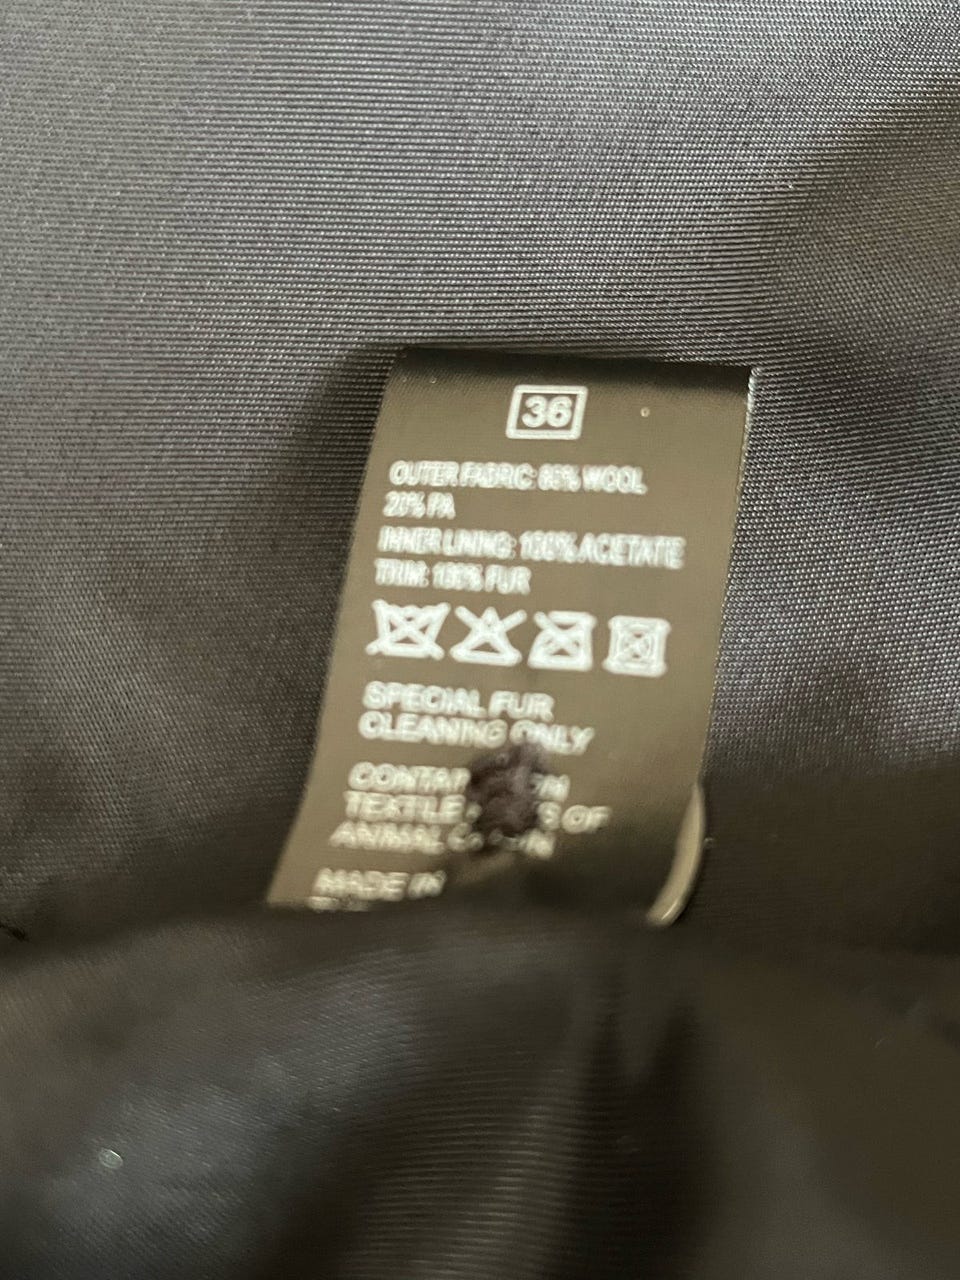 36
OUTER FABRIC: 80% WOOL
20% PA
INNER LINING: 100% ACETATE
TRIM: 100% FUR
SPECIAL FUR
CLEANING ONLY
TEXTILE OF
ANIMAL
MADE IN